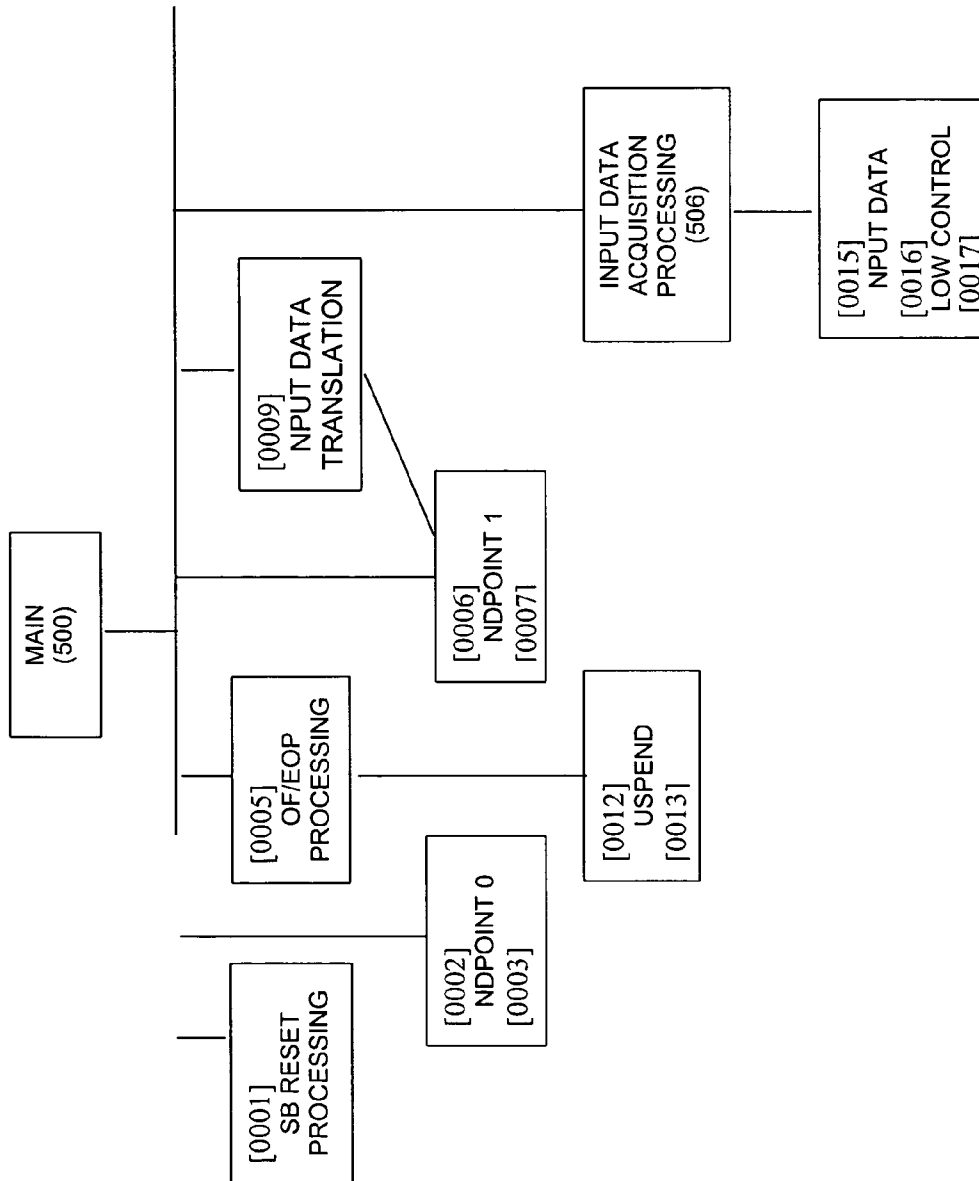 MAIN
(500)
[0001]
SB RESET
PROCESSING
[0005]
OF/EOP
PROCESSING
[0009]
NPUT DATA
TRANSLATION
[0002]
NDPOINT 0
[0003]
[0006]
NDPOINT 1
[0007]
[0012]
USPEND
[0013]
INPUT DATA
ACQUISITION
PROCESSING
(506)
[0015]
NPUT DATA
[0016]
LOW CONTROL
[0017]